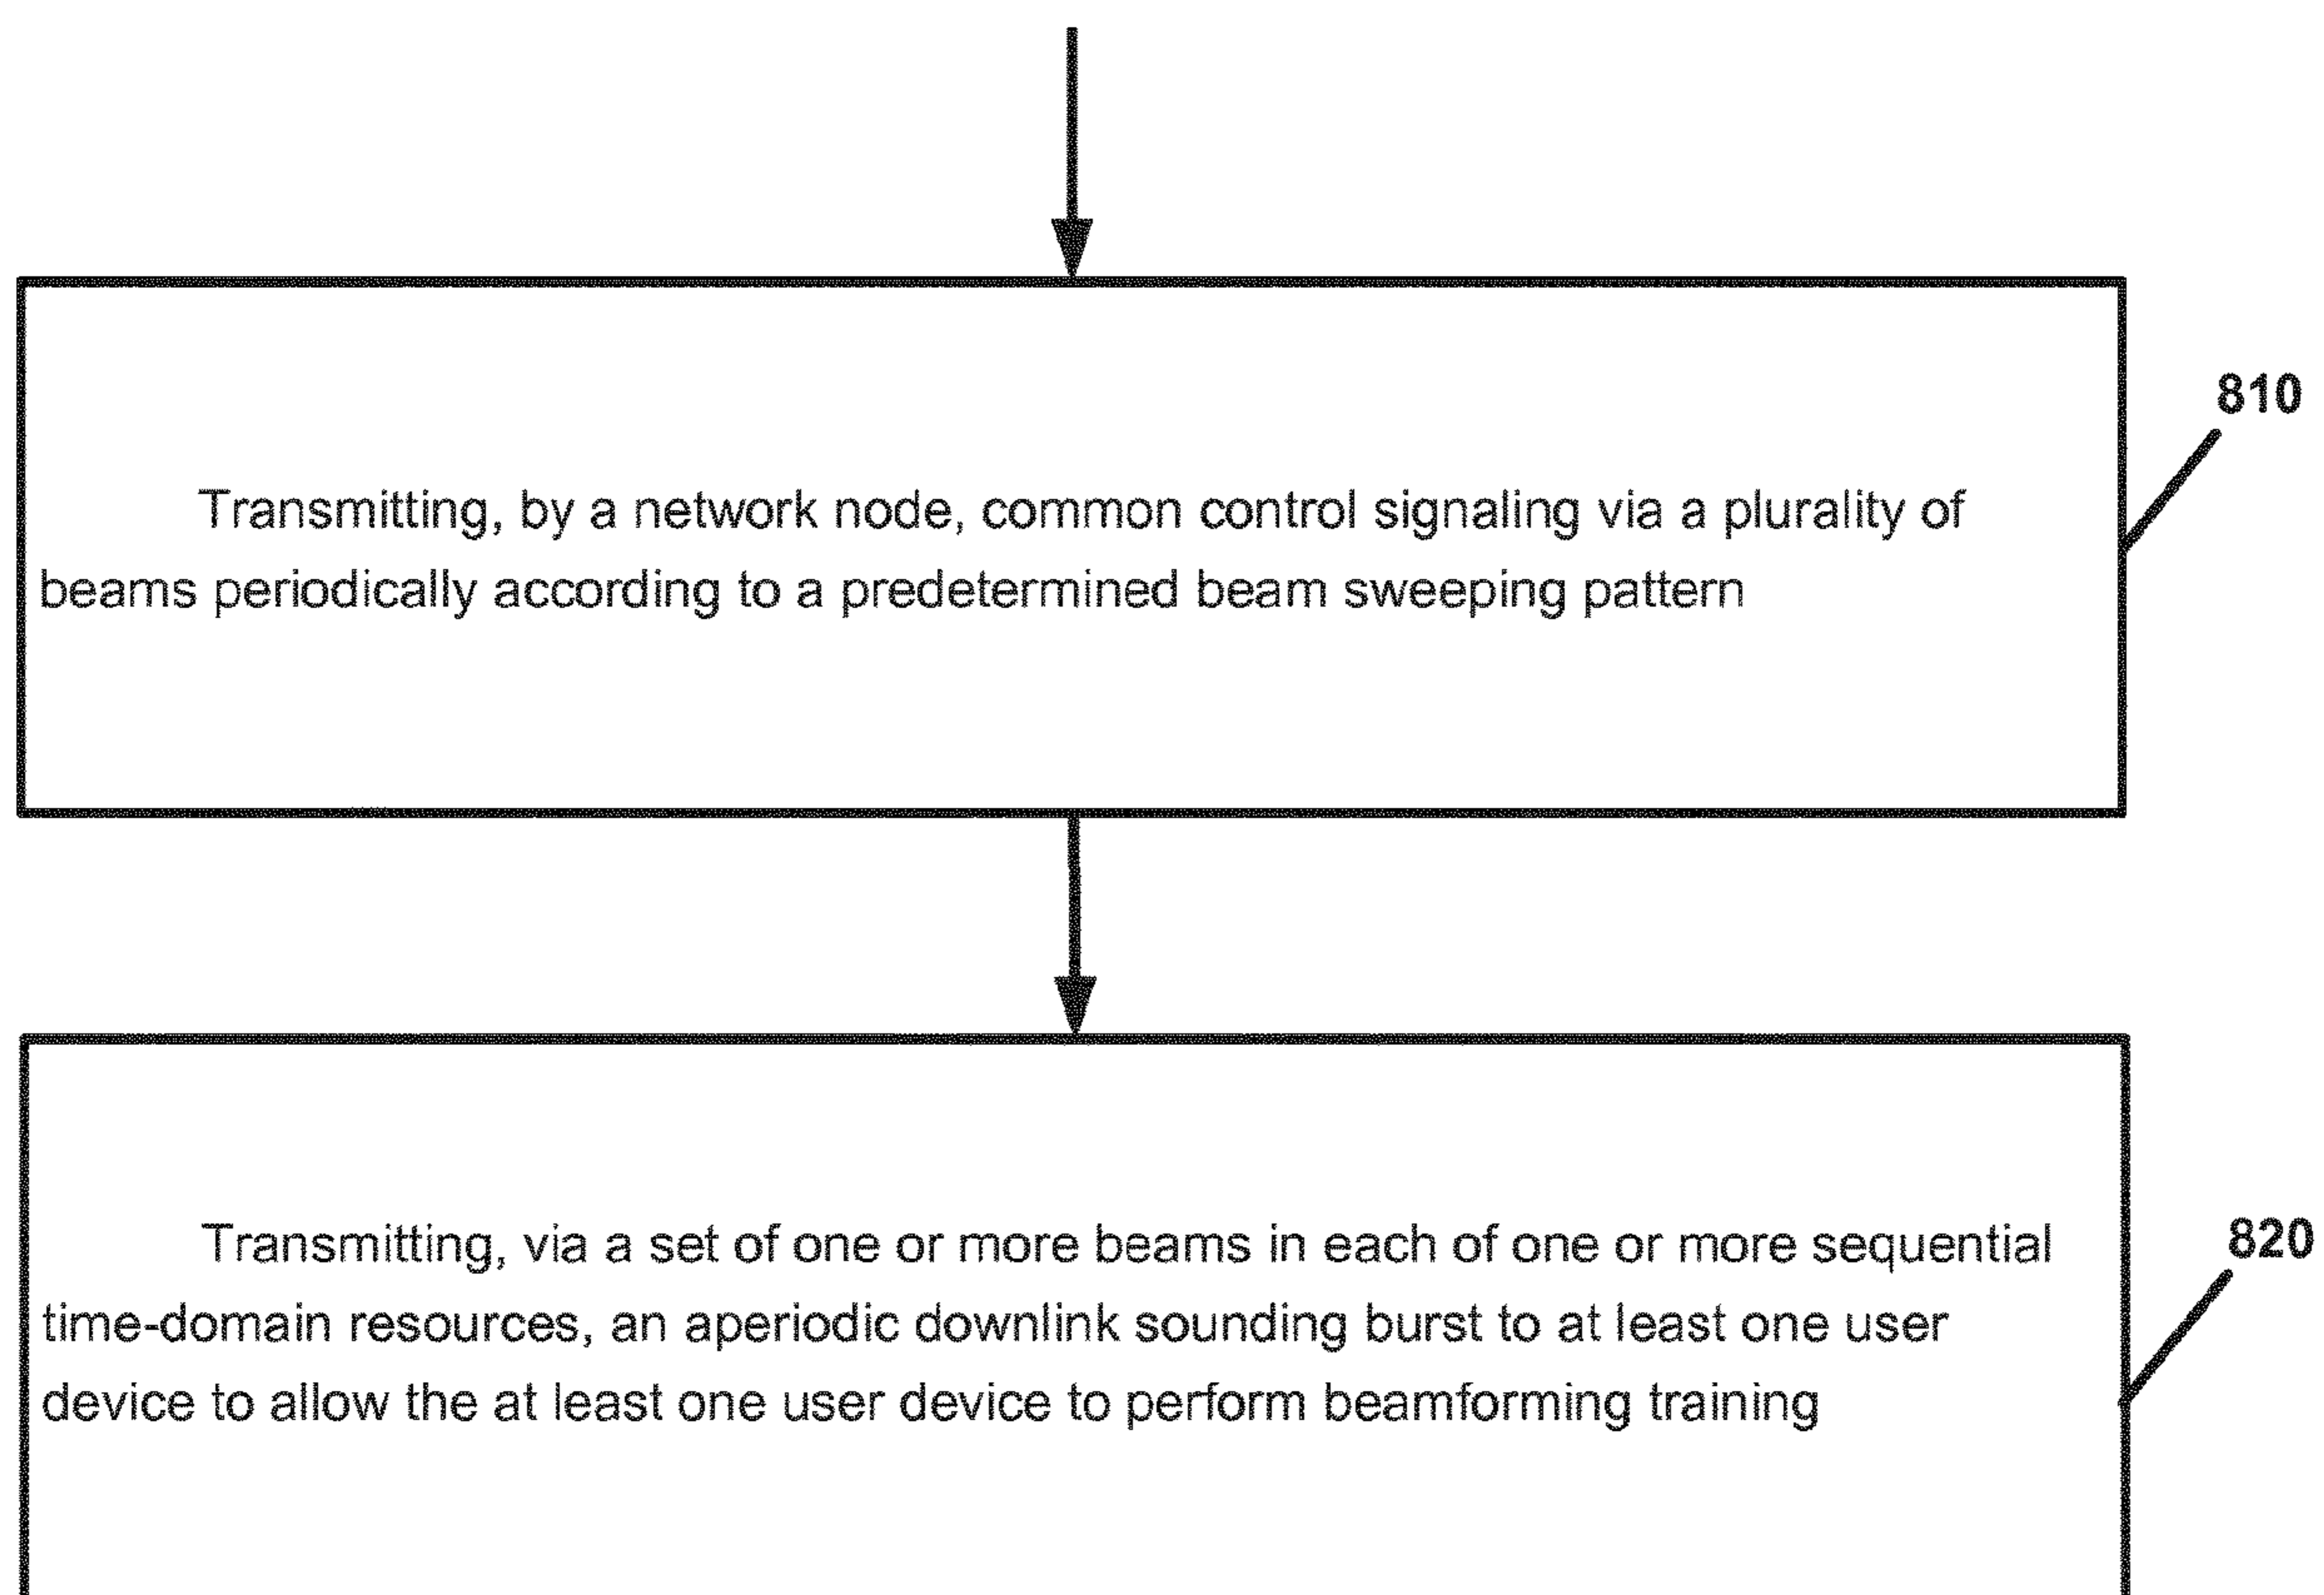 810
Transmitting, by a network node, common control signaling via a plurality of
beams periodically according to a predetermined beam sweeping pattern
820
Transmitting, via a set of one or more beams in each of one or more sequential
time-domain resources, an aperiodic downlink sounding burst to at least one user
device to allow the at least one user device to perform beamforming training